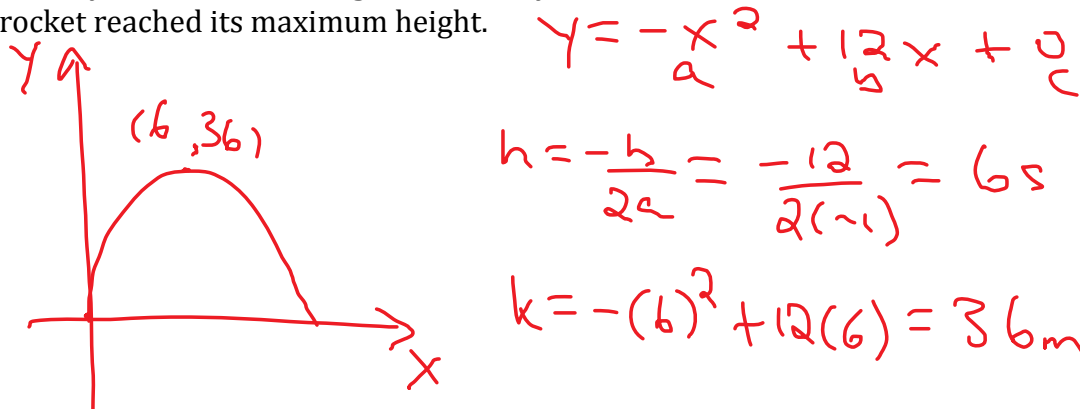 rocket reached its maximum height.
y = -x² + 12x + 0
a b c
Y
(6,36)
h = -b/2a = -12/2(-1) = 6s
k = -(6)² + 12(6) = 36m
X